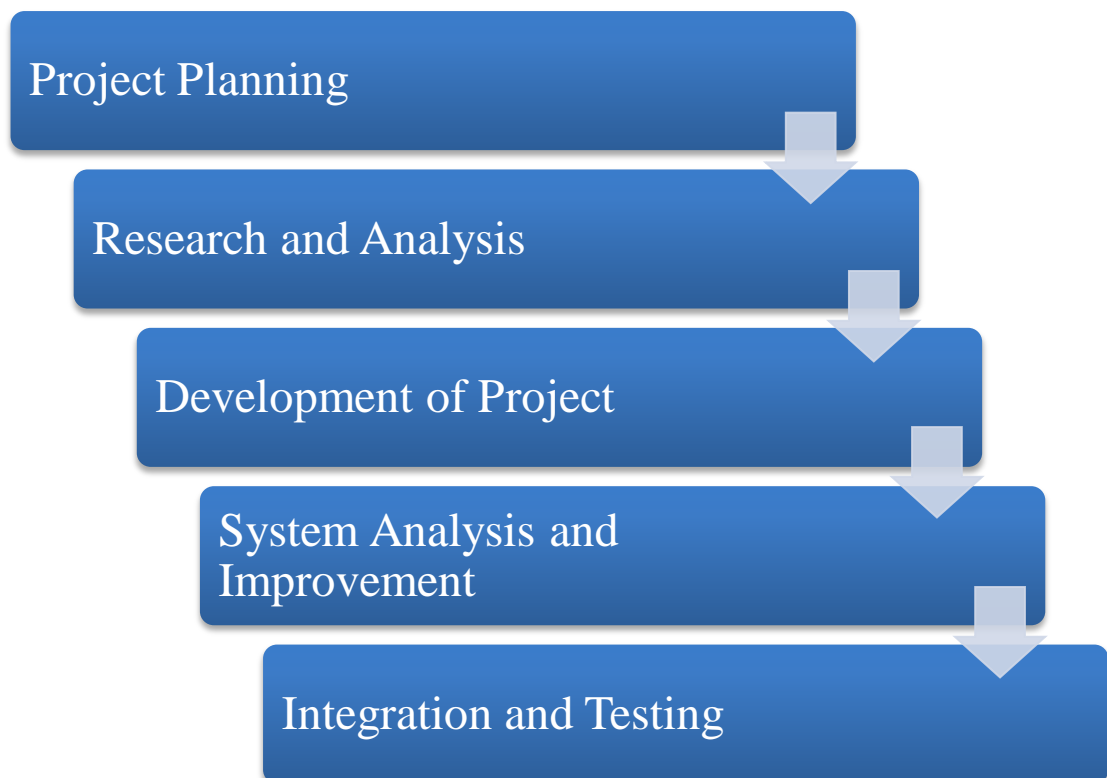 Project Planning
Research and Analysis
Development of Project
System Analysis and
Improvement
Integration and Testing